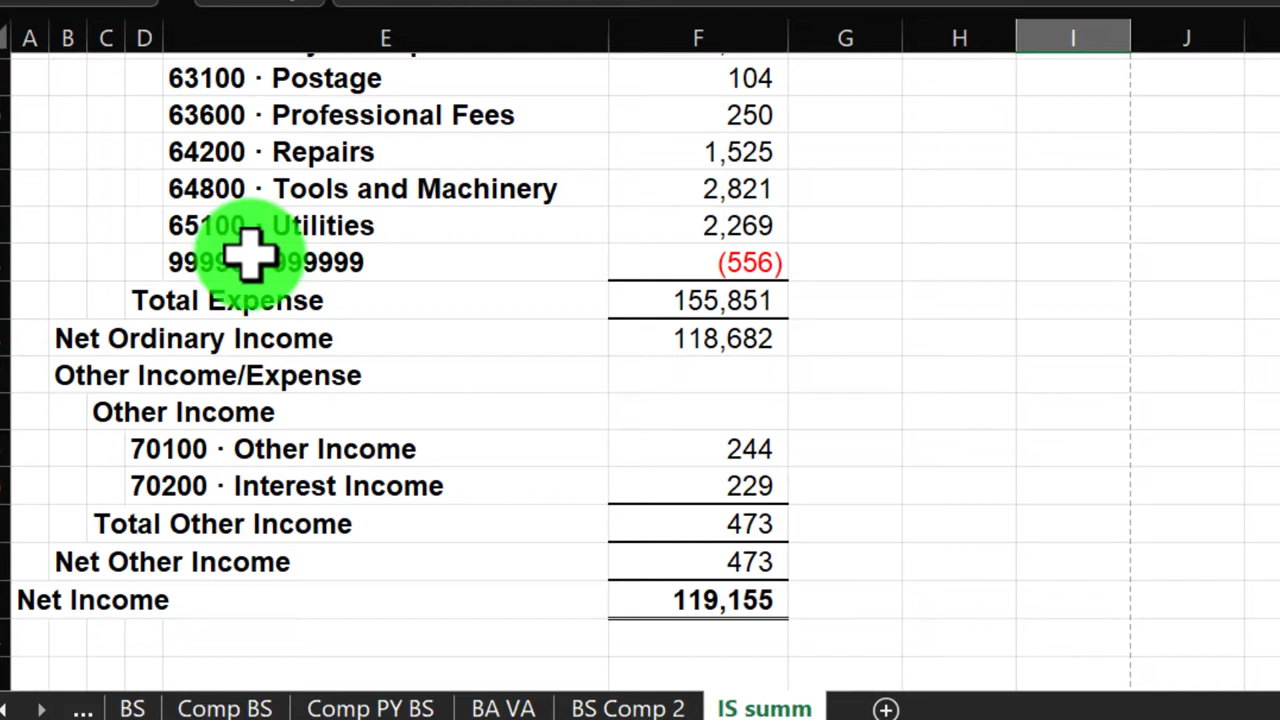 A B C D E F G H I J
63100 · Postage 104
63600 · Professional Fees 250
64200 · Repairs 1,525
64800 · Tools and Machinery 2,821
65100 · Utilities 2,269
(556)
Total Expense 155,851
Net Ordinary Income 118,682
Other Income/Expense
Other Income
70100 · Other Income 244
70200 · Interest Income 229
Total Other Income 473
Net Other Income 473
Net Income 119,155
... BS Comp BS Comp PY BS BA VA BS Comp 2 IS summ